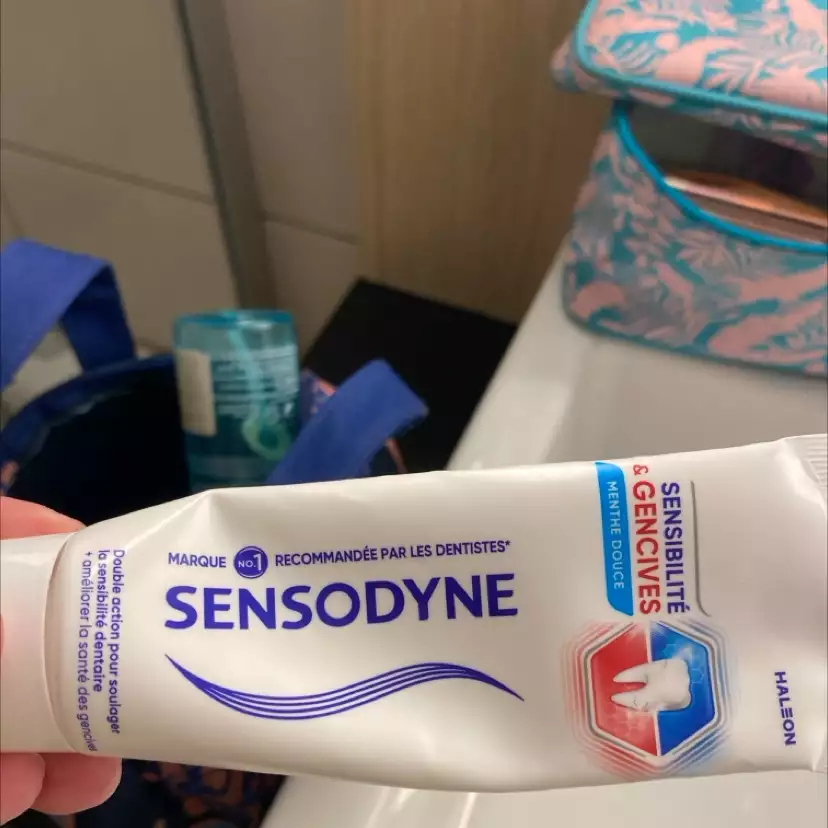 MARQUE NO.1 RECOMMANDÉE PAR LES DENTISTES*
SENSODYNE
Double action pour soulager
la sensibilité dentaire
+ améliorer la santé des gencives
SENSIBILITÉ
& GENCIVES
MENTHE DOUCE
HALEON